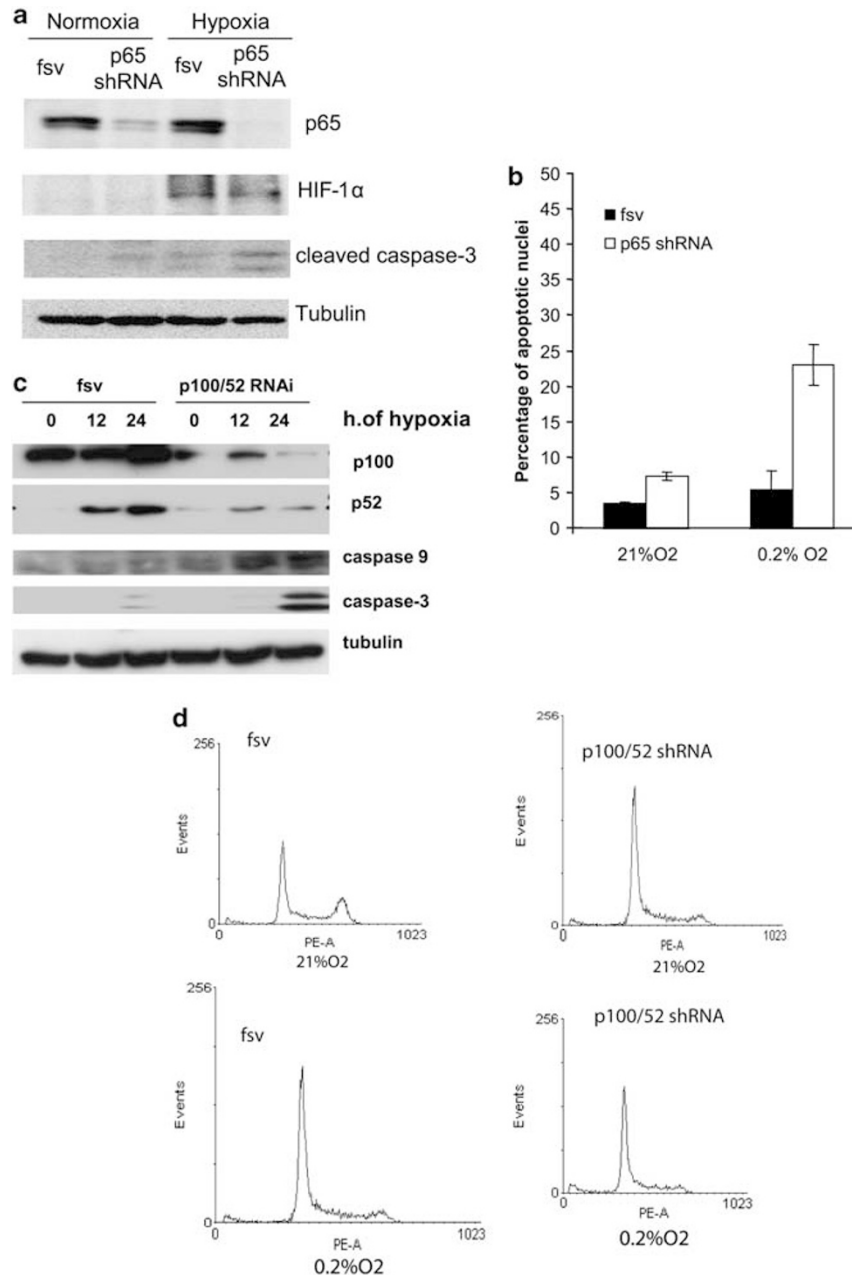 a
Normoxia Hypoxia
fsv p65 shRNA fsv p65 shRNA
p65
HIF-1α
cleaved caspase-3
Tubulin
b
Percentage of apoptotic nuclei
50
45
40
35
30
25
20
15
10
5
0
fsv
p65 shRNA
21%O2 0.2% O2
c
fsv p100/52 RNAi
0 12 24 0 12 24 h.of hypoxia
p100
p52
caspase 9
caspase-3
tubulin
d
fsv
256
Events
0
0 PE-A 1023
21%O2
p100/52 shRNA
256
Events
0
0 PE-A 1023
21%O2
fsv
256
Events
0
0 PE-A 1023
0.2%O2
p100/52 shRNA
256
Events
0
0 PE-A 1023
0.2%O2